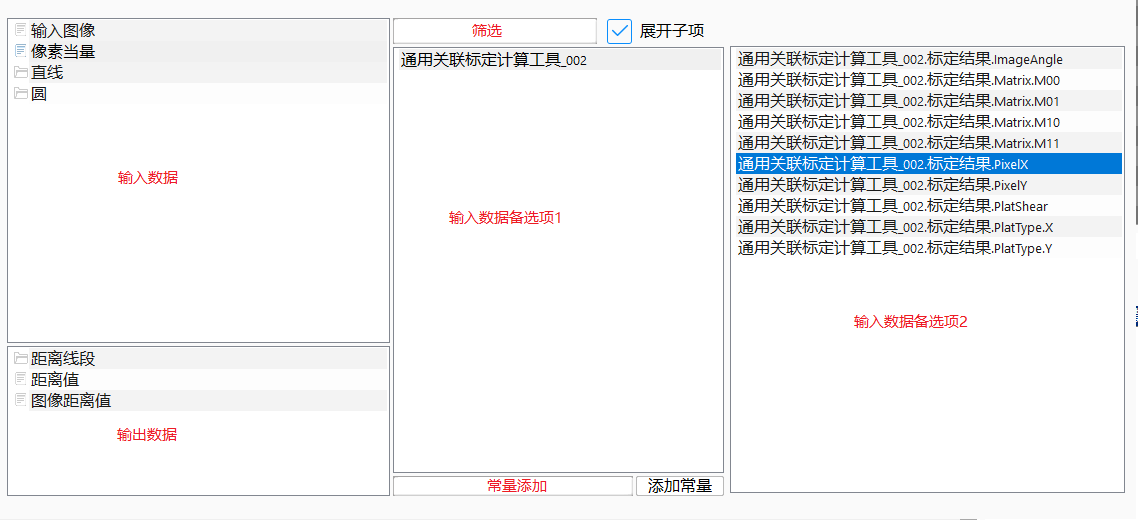 输入图像
像素当量
直线
圆
输入数据
距离线段
距离值
图像距离值
输出数据
筛选
展开子项
通用关联标定计算工具_002
输入数据备选项1
常量添加
添加常量
通用关联标定计算工具_002.标定结果.ImageAngle
通用关联标定计算工具_002.标定结果.Matrix.M00
通用关联标定计算工具_002.标定结果.Matrix.M01
通用关联标定计算工具_002.标定结果.Matrix.M10
通用关联标定计算工具_002.标定结果.Matrix.M11
通用关联标定计算工具_002.标定结果.PixelX
通用关联标定计算工具_002.标定结果.PixelY
通用关联标定计算工具_002.标定结果.PlatShear
通用关联标定计算工具_002.标定结果.PlatType.X
通用关联标定计算工具_002.标定结果.PlatType.Y
输入数据备选项2